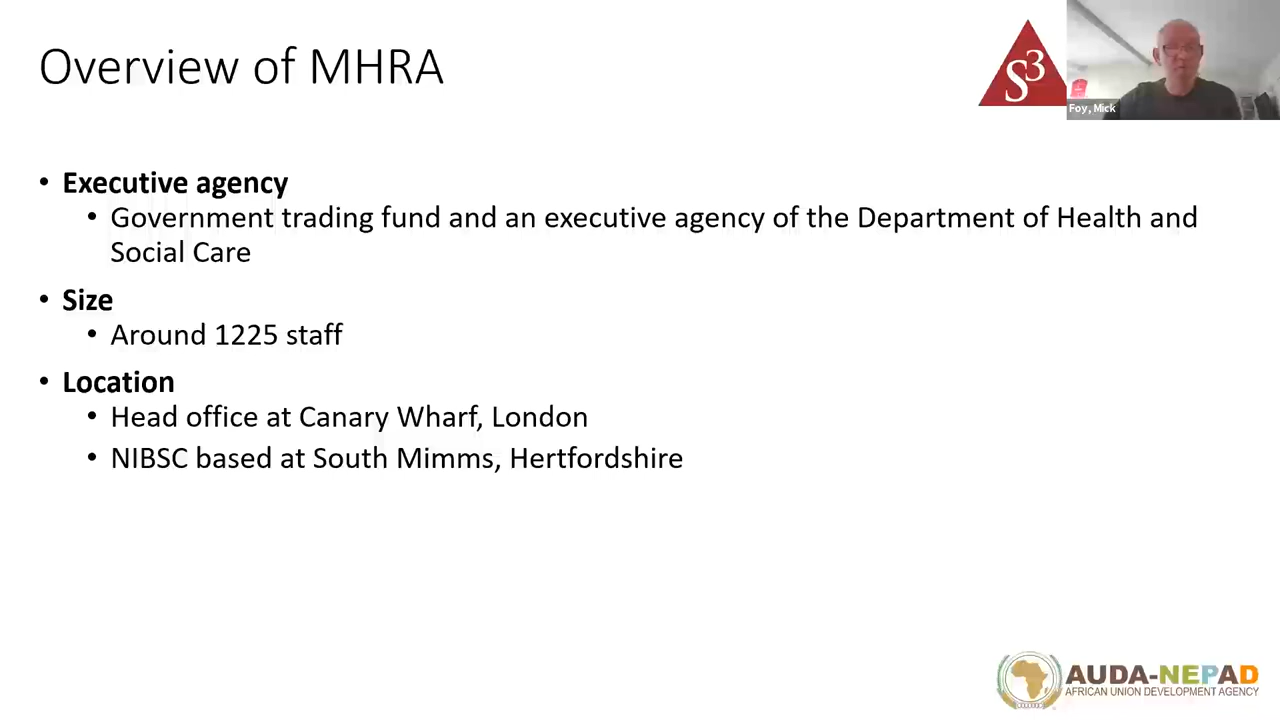 Overview of MHRA
S3
Foy, Mick
• Executive agency
• Government trading fund and an executive agency of the Department of Health and
Social Care
• Size
• Around 1225 staff
• Location
• Head office at Canary Wharf, London
• NIBSC based at South Mimms, Hertfordshire
AUDA-NEPAD
AFRICAN UNION DEVELOPMENT AGENCY